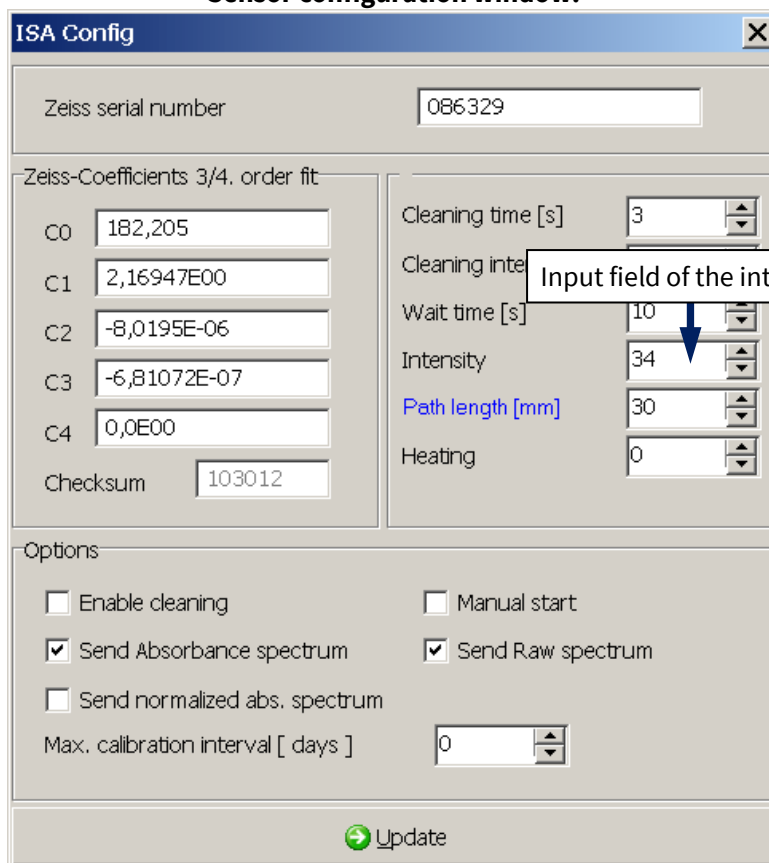 ISA Config
Zeiss serial number 086329
Zeiss-Coefficients 3/4. order fit
C0 182,205
C1 2,16947E00
C2 -8,0195E-06
C3 -6,81072E-07
C4 0,0E00
Checksum 103012
Cleaning time [s] 3
Cleaning
Input field of the
Wait time [s] 10
Intensity 34
Path length [mm] 30
Heating 0
Options
Enable cleaning
Manual start
Send Absorbance spectrum
Send Raw spectrum
Send normalized abs. spectrum
Max. calibration interval [ days ] 0
Update